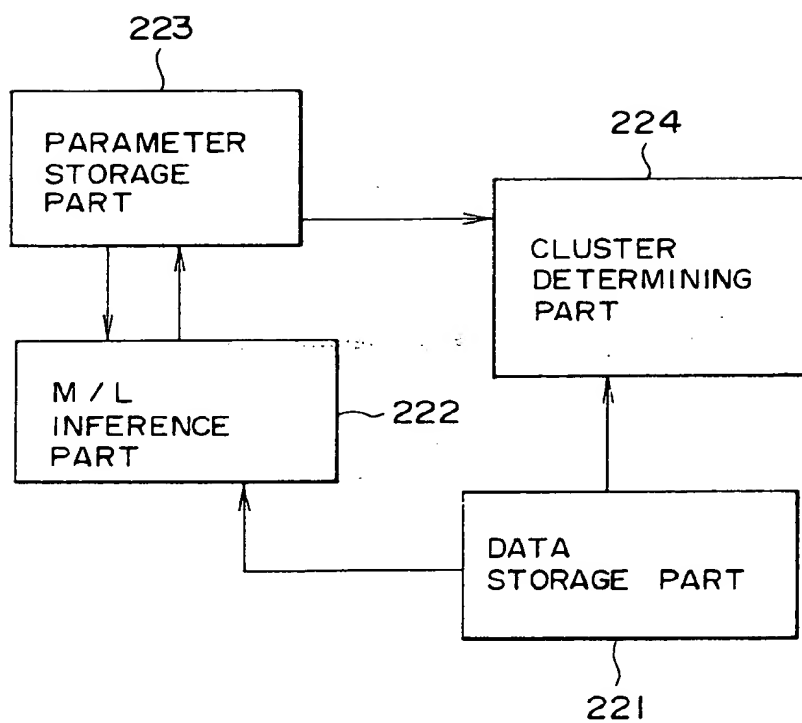 223
PARAMETER
STORAGE
PART
224
CLUSTER
DETERMINING
PART
M / L
INFERENCE
PART
222
DATA
STORAGE PART
221